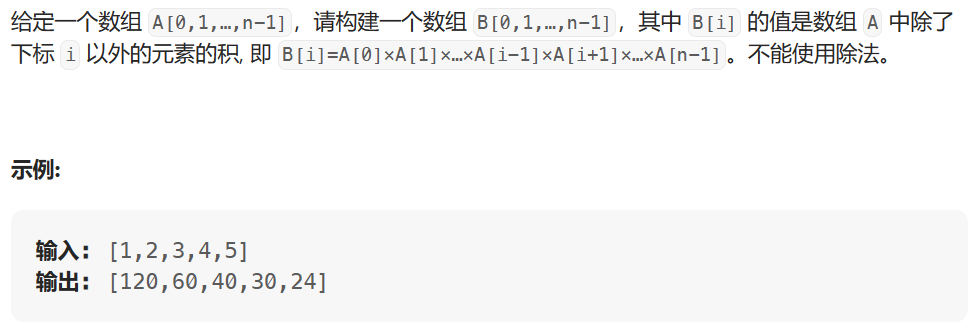 给定一个数组 A[0,1,…,n-1]，请构建一个数组 B[0,1,…,n-1]，其中 B[i] 的值是数组 A 中除了
下标 i 以外的元素的积, 即 B[i]=A[0]×A[1]×…×A[i-1]×A[i+1]×…×A[n-1]。不能使用除法。
示例:
输入： [1,2,3,4,5]
输出： [120,60,40,30,24]